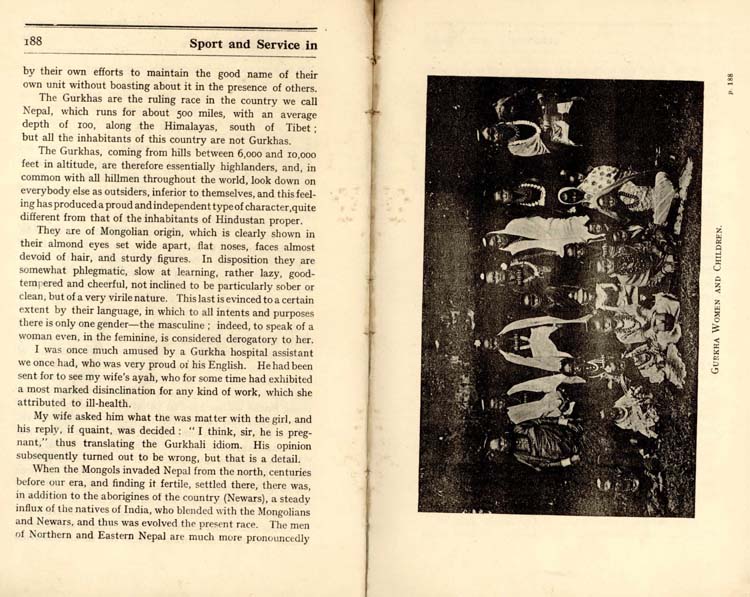 188
Sport and Service in
by their own efforts to maintain the good name of their
own unit without boasting about it in the presence of others.
The Gurkhas are the ruling race in the country we call
Nepal, which runs for about 500 miles, with an average
depth of 100, along the Himalayas, south of Tibet ;
but all the inhabitants of this country are not Gurkhas.
The Gurkhas, coming from hills between 6,000 and 10,000
feet in altitude, are therefore essentially highlanders, and, in
common with all hillmen throughout the world, look down on
everybody else as outsiders, inferior to themselves, and this feel-
ing has produced a proud and independent type of character, quite
different from that of the inhabitants of Hindustan proper.
They are of Mongolian origin, which is clearly shown in
their almond eyes set wide apart, flat noses, faces almost
devoid of hair, and sturdy figures. In disposition they are
somewhat phlegmatic, slow at learning, rather lazy, good-
tempered and cheerful, not inclined to be particularly sober or
clean, but of a very virile nature. This last is evinced to a certain
extent by their language, in which to all intents and purposes
there is only one gender—the masculine ; indeed, to speak of a
woman even, in the feminine, is considered derogatory to her.
I was once much amused by a Gurkha hospital assistant
we once had, who was very proud of his English. He had been
sent for to see my wife's ayah, who for some time had exhibited
a most marked disinclination for any kind of work, which she
attributed to ill-health.
My wife asked him what the was matter with the girl, and
his reply, if quaint, was decided : "I think, sir, he is preg-
nant," thus translating the Gurkhali idiom. His opinion
subsequently turned out to be wrong, but that is a detail.
When the Mongols invaded Nepal from the north, centuries
before our era, and finding it fertile, settled there, there was,
in addition to the aborigines of the country (Newars), a steady
influx of the natives of India, who blended with the Mongolians
and Newars, and thus was evolved the present race. The men
of Northern and Eastern Nepal are much more pronouncedly
p. 188
GURKHA WOMEN AND CHILDREN.